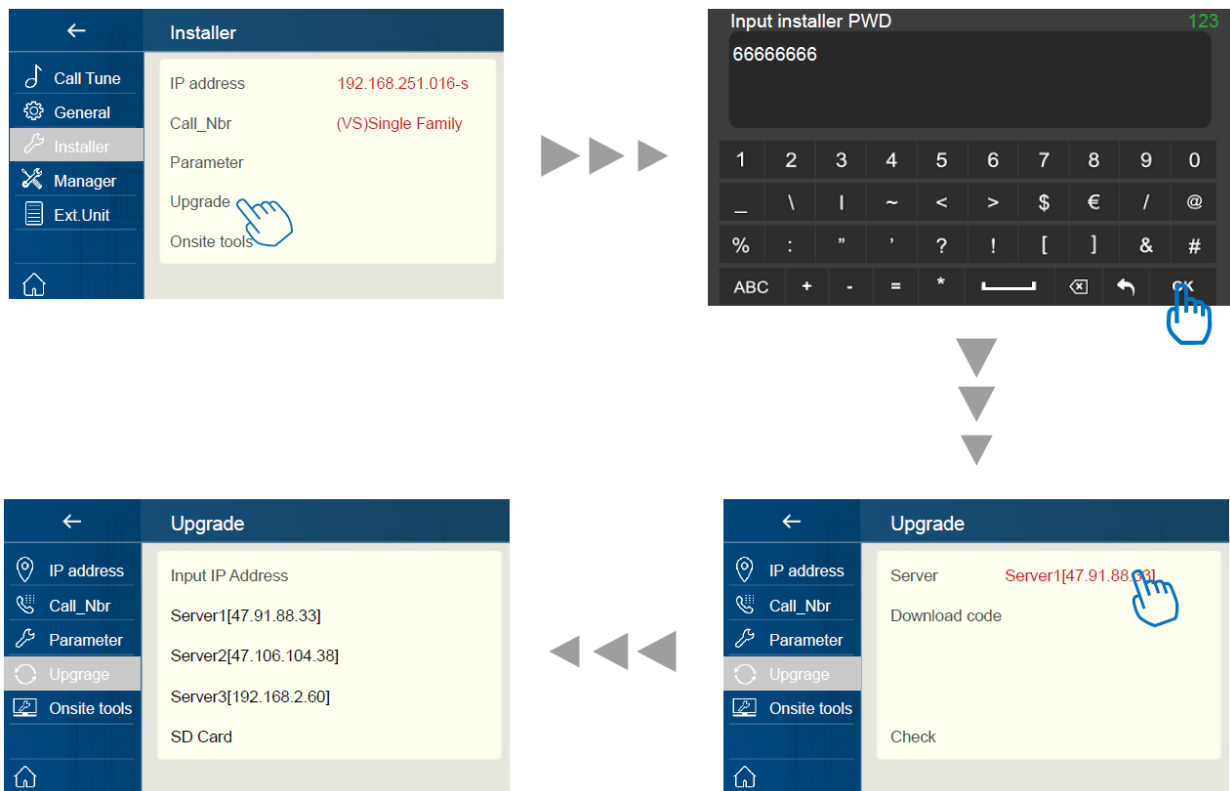 Installer
Call Tune
General
Installer
Manager
Ext.Unit
IP address 192.168.251.016-s
Call_Nbr (VS)Single Family
Parameter
Upgrade
Onsite tools
Input installer PWD 123
66666666
1 2 3 4 5 6 7 8 9 0
_ \ | ~ < > $ € / @
% : " ' ? ! [ ] & #
ABC + - = * OK
Upgrade
IP address
Call_Nbr
Parameter
Upgrage
Onsite tools
Input IP Address
Server1[47.91.88.33]
Server2[47.106.104.38]
Server3[192.168.2.60]
SD Card
Upgrade
IP address
Call_Nbr
Parameter
Upgrage
Onsite tools
Server Server1[47.91.88.33]
Download code
Check